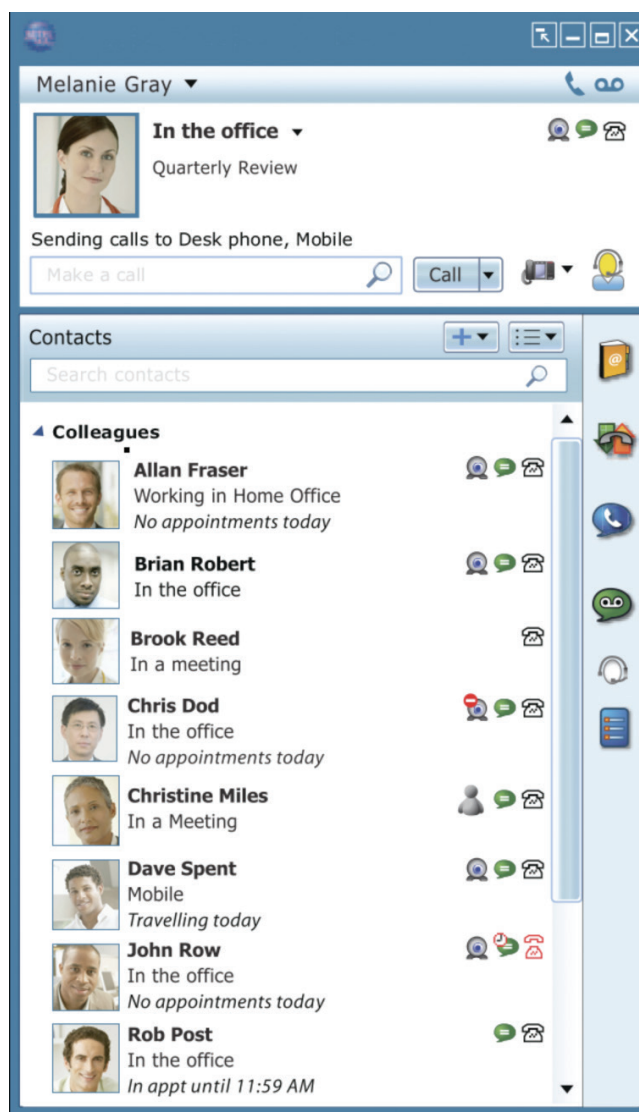 Melanie Gray
In the office
Quarterly Review
Sending calls to Desk phone, Mobile
Make a call
Call
Contacts
Search contacts
Colleagues
Allan Fraser
Working in Home Office
No appointments today
Brian Robert
In the office
Brook Reed
In a meeting
Chris Dod
In the office
No appointments today
Christine Miles
In a Meeting
Dave Spent
Mobile
Travelling today
John Row
In the office
No appointments today
Rob Post
In the office
In appt until 11:59 AM